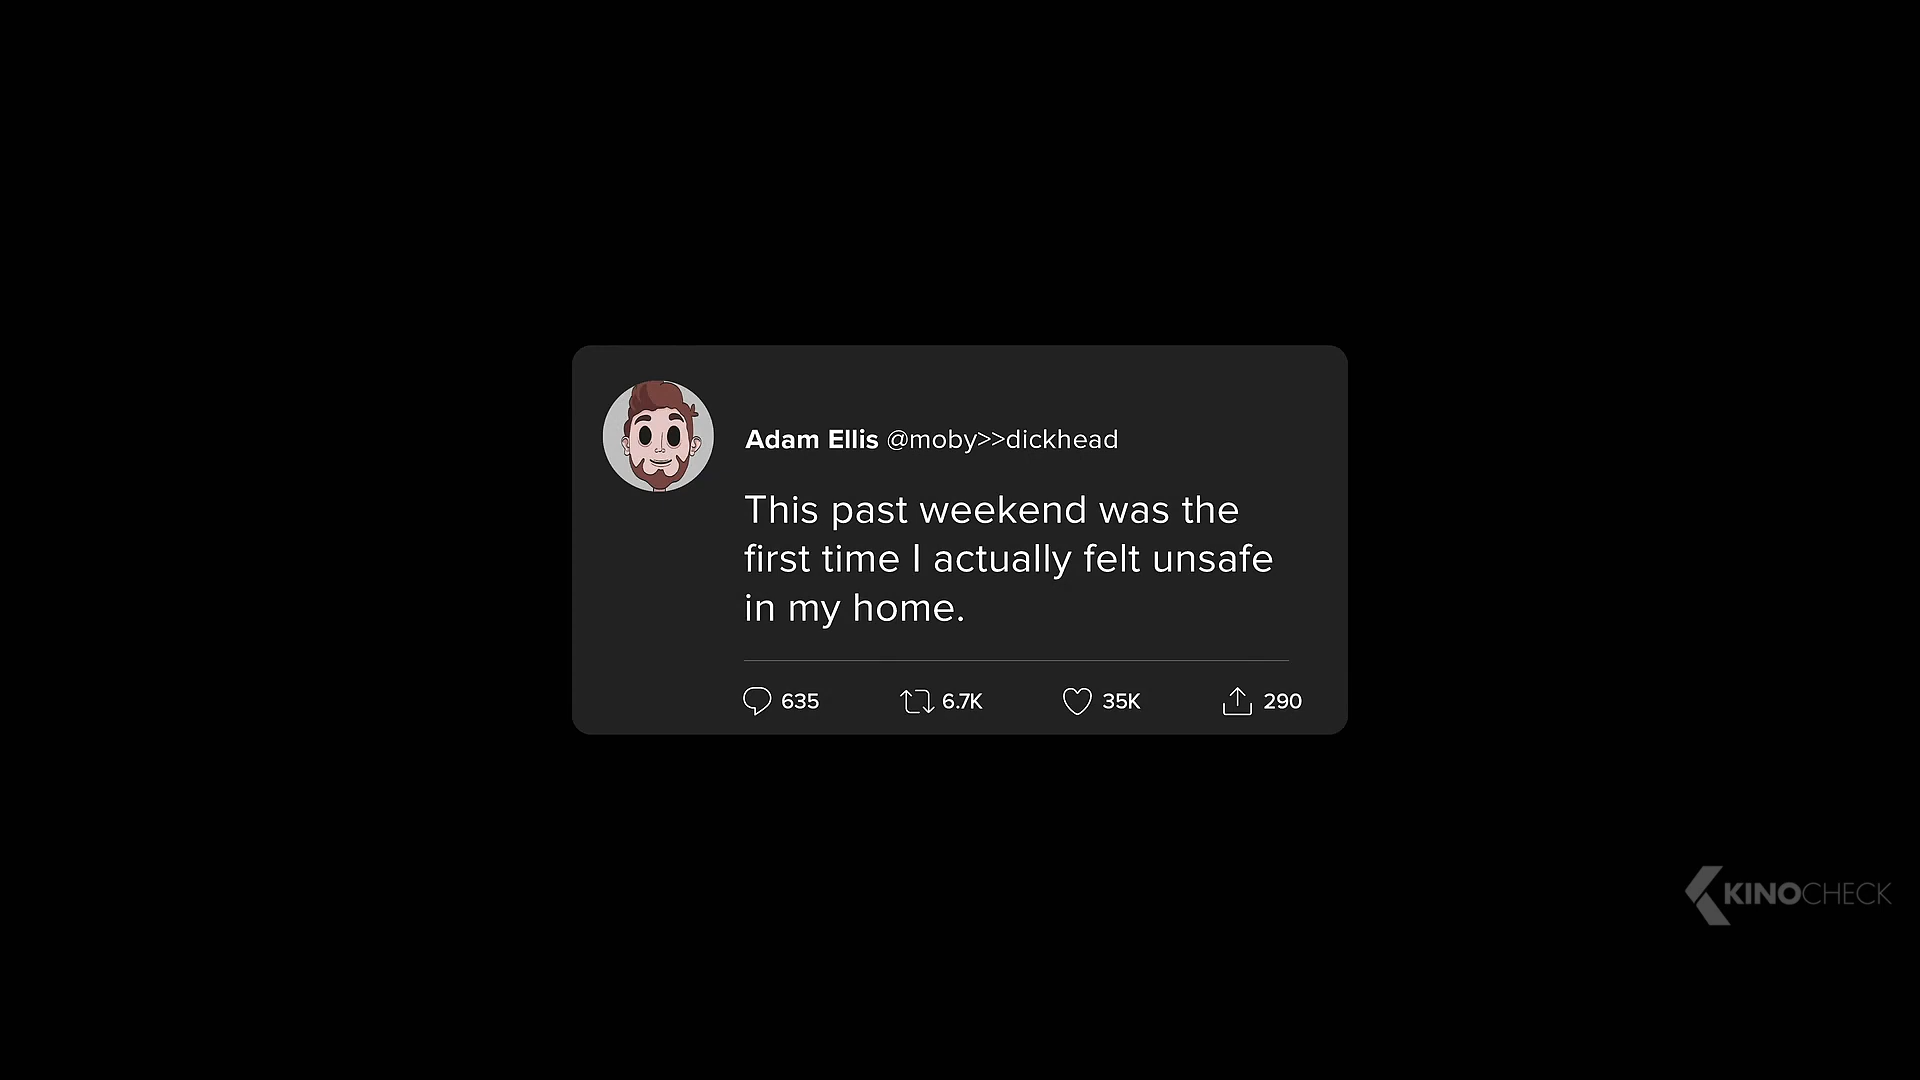 Adam Ellis @moby>>dickhead
This past weekend was the
first time I actually felt unsafe
in my home.
635 6.7K 35K 290
KINOCHECK